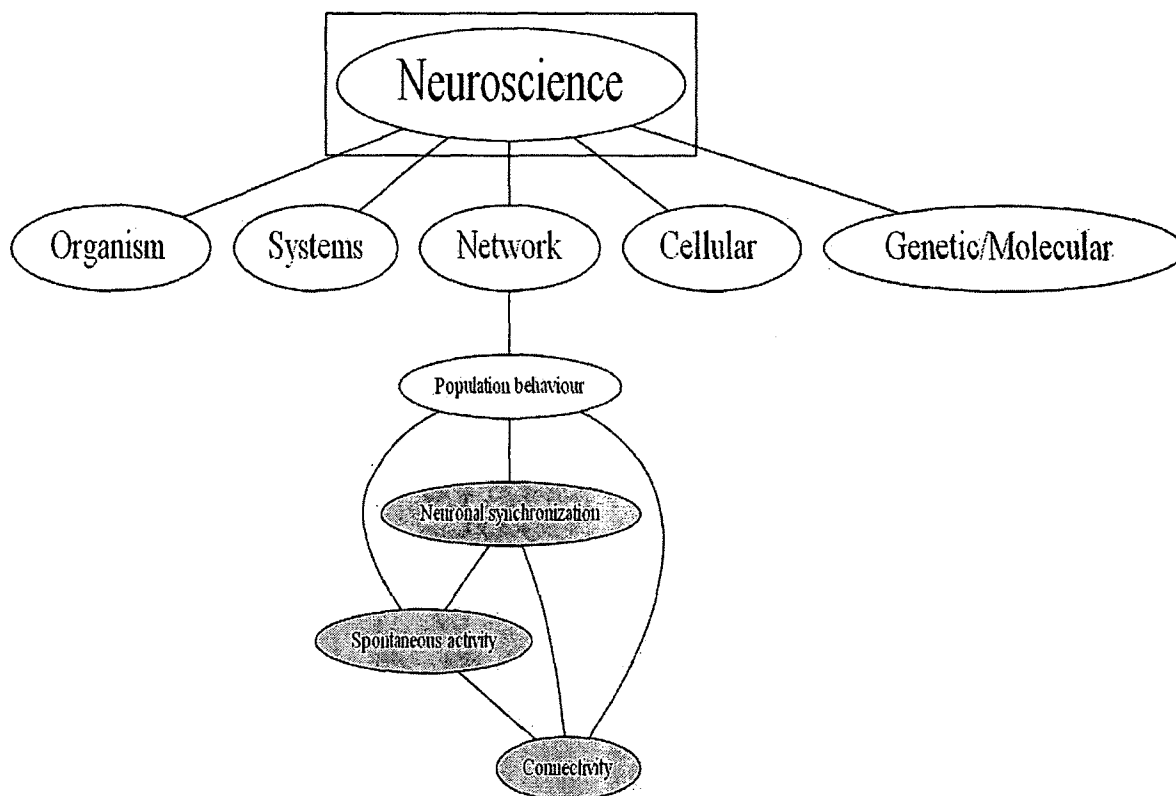 Neuroscience
Organism
Systems
Network
Cellular
Genetic/Molecular
Population behaviour
Neuronal synchronization
Spontaneous activity
Connectivity